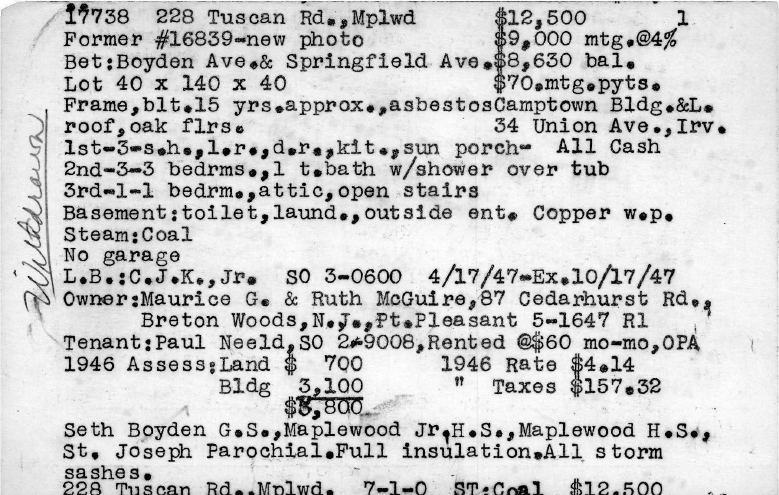 17738 228 Tuscan Rd.,Mplwd $12,500 1
Former #16839-new photo $9,000 mtg.@4%
Bet:Boyden Ave.& Springfield Ave.$8,630 bal.
Lot 40 x 140 x 40 $70.mtg.pyts.
Frame,blt.15 yrs.approx.,asbestosCamptown Bldg.&L.
roof,oak flrs. 34 Union Ave.,Irv.
1st-3-s.h.,l.r.,d.r.,kit.,sun porch- All Cash
2nd-3-3 bedrms.,1 t.bath w/shower over tub
3rd-1-1 bedrm.,attic,open stairs
Basement:toilet,laund.,outside ent. Copper w.p.
Steam:Coal
No garage
L.B.:C.J.K.,Jr. SO 3-0600 4/17/47-Ex.10/17/47
Owner:Maurice G. & Ruth McGuire,87 Cedarhurst Rd.,
Breton Woods,N.J.,Pt.Pleasant 5-1647 R1
Tenant:Paul Neeld,SO 2-9008,Rented @$60 mo-mo,OPA
1946 Assess:Land $ 700 1946 Rate $4.14
Bldg 3,100 " Taxes $157.32
$3,800
Seth Boyden G.S.,Maplewood Jr.H.S.,Maplewood H.S.,
St. Joseph Parochial.Full insulation.All storm
sashes.
228 Tuscan Rd.,Mplwd. 7-1-0 ST:Coal $12,500
Withdrawn